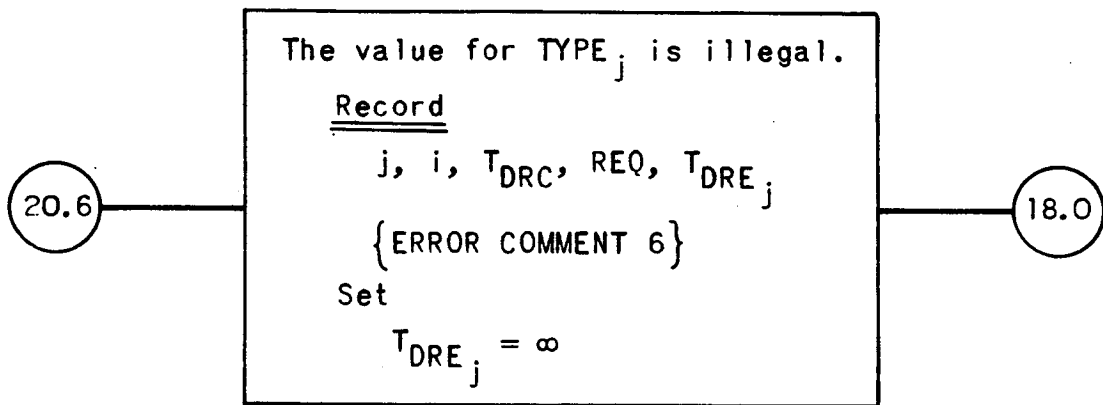 The value for TYPE_j is illegal.
Record
j, i, T_DRC, REQ, T_DRE_j
20.6
18.0
{ERROR COMMENT 6}
Set
T_DRE_j = ∞